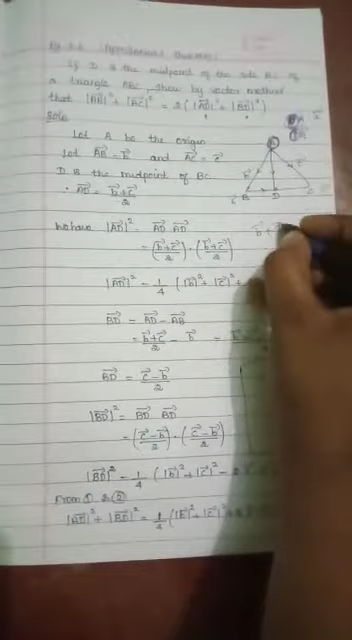 If D is the midpoint of the side BC of
a triangle ABC, show by vector method
that |AB|² + |AC|² = 2(|AD|² + |BD|²)
Soln
Let A be the origin
Let AB⃗ = b⃗ and AC⃗ = c⃗
D is the midpoint of BC
∴ AD⃗ = (b⃗ + c⃗)/2
B D C
we have |AD⃗|² = AD⃗ · AD⃗
= ((b⃗ + c⃗)/2) · ((b⃗ + c⃗)/2)
|AD⃗|² = 1/4 (|b⃗|² + |c⃗|² +
BD⃗ = AD⃗ - AB⃗
= (b⃗ + c⃗)/2 - b⃗ =
BD⃗ = (c⃗ - b⃗)/2
|BD⃗|² = BD⃗ · BD⃗
= ((c⃗ - b⃗)/2) · ((c⃗ - b⃗)/2)
|BD⃗|² = 1/4 (|b⃗|² + |c⃗|² - 2
From ① & ②
|AD⃗|² + |BD⃗|² = 1/4 (|b⃗|² + |c⃗|² +